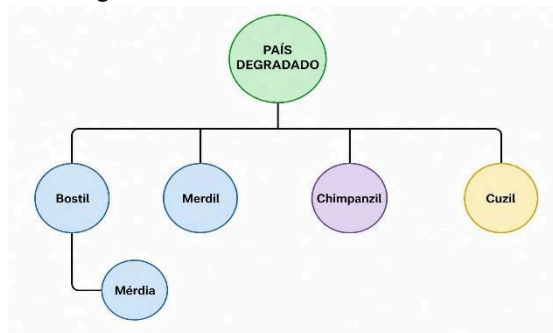 PAÍS
DEGRADADO
Bostil
Merdil
Chimpanzil
Cuzil
Mérdia